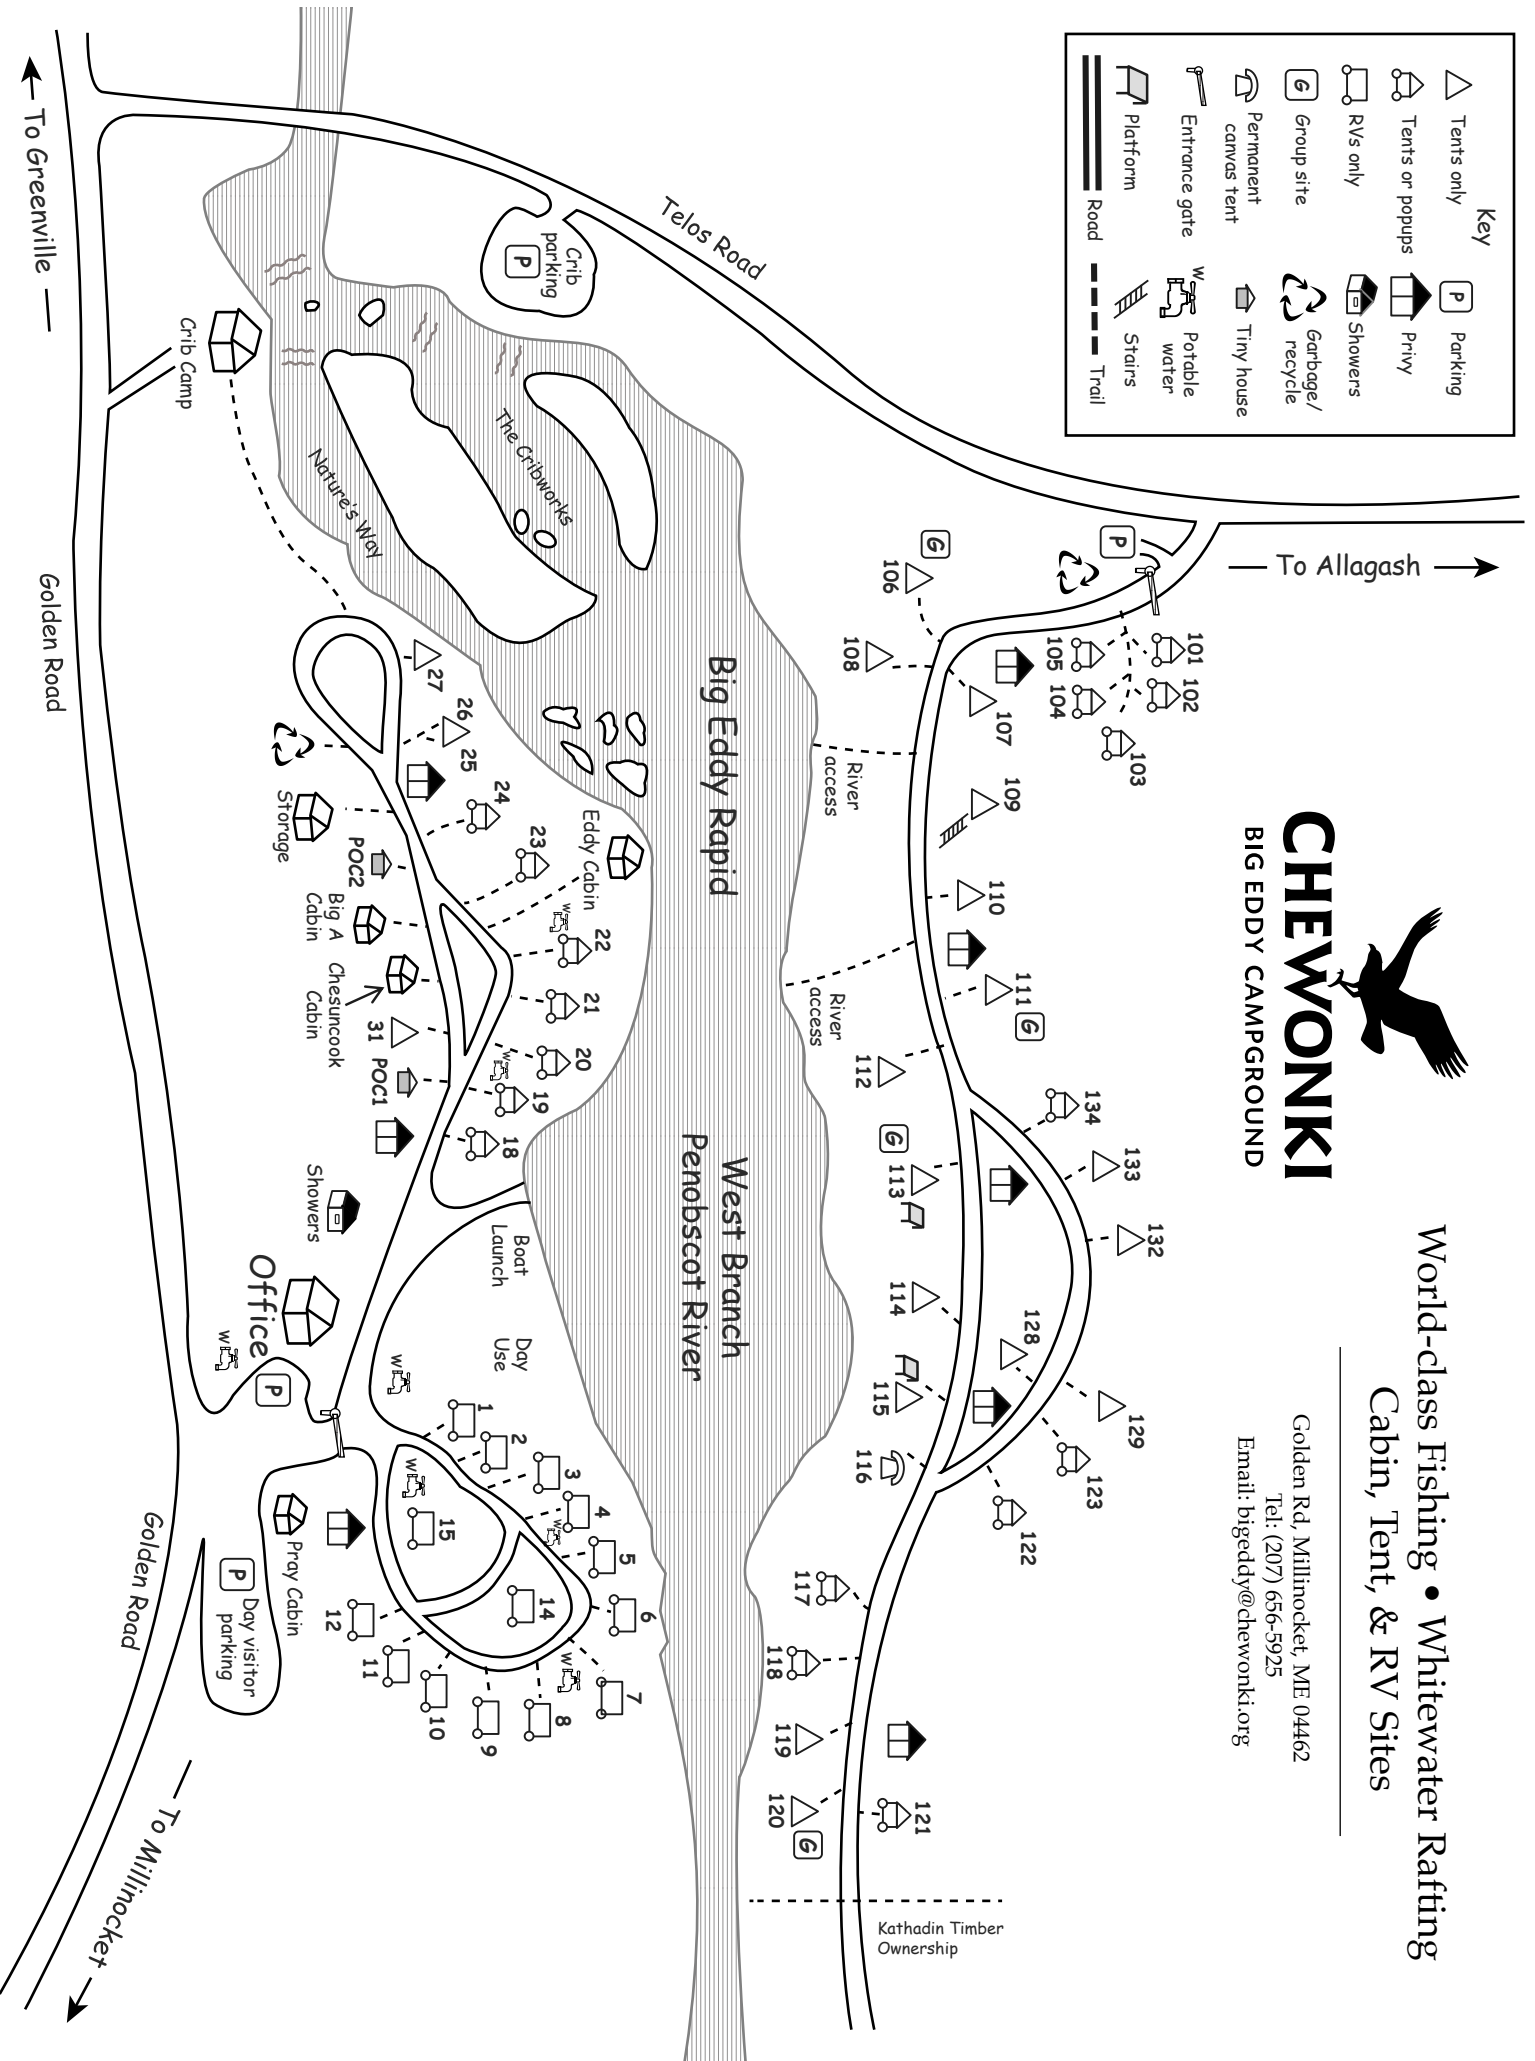 Key
Tents only
Tents or popups
RVs only
G
Group site
Permanent
canvas tent
Entrance gate
Platform
Road
P
Parking
Privy
Showers
Garbage/
recycle
Tiny house
W
Potable
water
Stairs
Trail
CHEWONKI
BIG EDDY CAMPGROUND
World-class Fishing • Whitewater Rafting
Cabin, Tent, & RV Sites
Golden Rd, Millinocket, ME 04462
Tel: (207) 656-5925
Email: bigeddy@chewonki.org
To Allagash
Telos Road
P
Crib
parking
P
101
102
103
104
105
G
106
107
108
109
110
111
G
112
G
113
114
115
116
117
118
119
120
G
121
122
123
128
129
132
133
134
River
access
River
access
Kathadin Timber
Ownership
Big Eddy Rapid
West Branch
Penobscot River
The Cribworks
Nature's Way
Crib Camp
27
26
25
24
23
Eddy Cabin
W
22
21
20
W
19
18
Storage
POC2
Big A
Cabin
Chesuncook
Cabin
31
POC1
Showers
Office
W
P
Boat
Launch
Day
Use
W
1
2
3
4
W
5
6
7
W
8
9
10
11
12
14
15
W
Pray Cabin
P
Day visitor
parking
To Greenville
Golden Road
Golden Road
To Millinocket